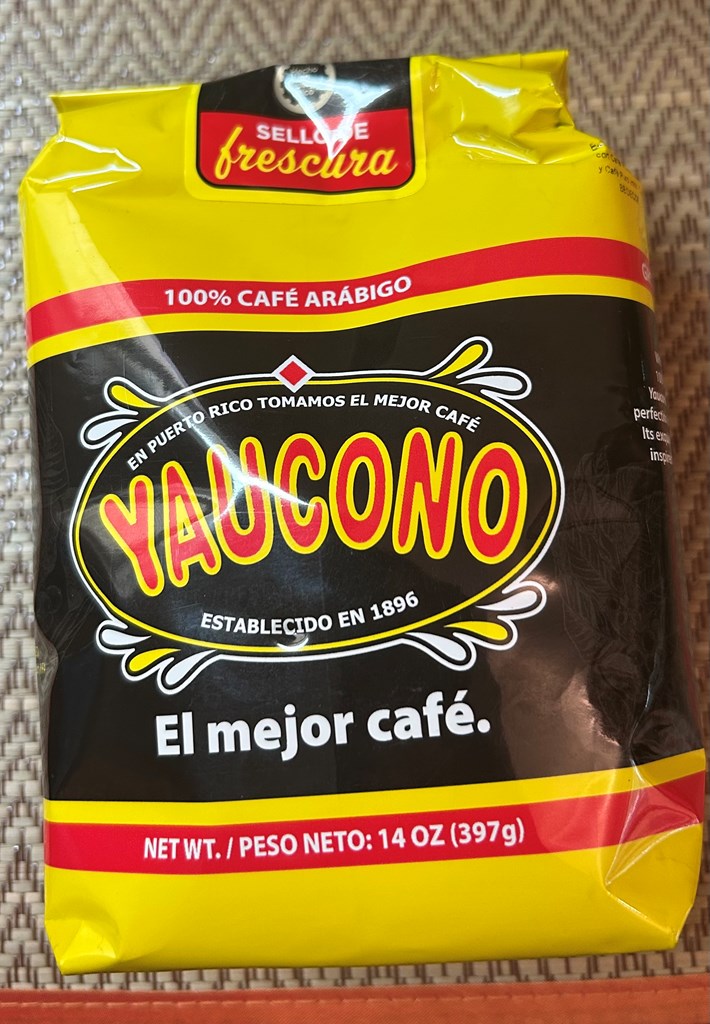 SELLO DE
frescura
100% CAFÉ ARÁBIGO
EN PUERTO RICO TOMAMOS EL MEJOR CAFÉ
YAUCONO
ESTABLECIDO EN 1896
El mejor café.
NET WT. / PESO NETO: 14 OZ (397g)